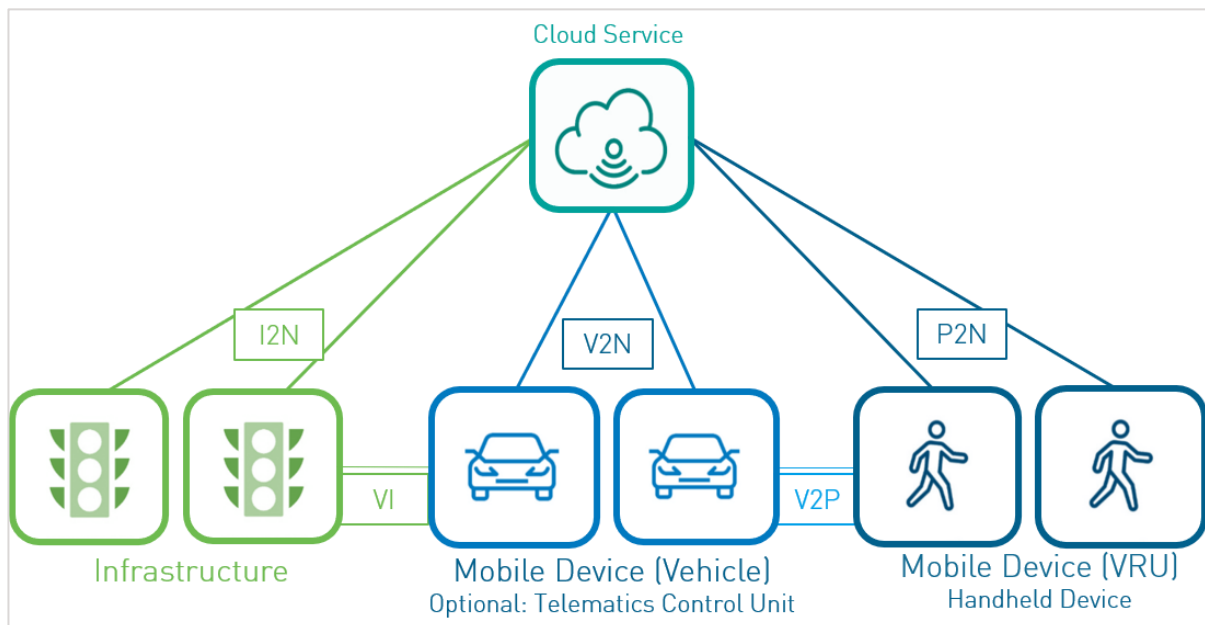 Cloud Service
I2N
V2N
P2N
VI
V2P
Infrastructure
Mobile Device (Vehicle)
Optional: Telematics Control Unit
Mobile Device (VRU)
Handheld Device